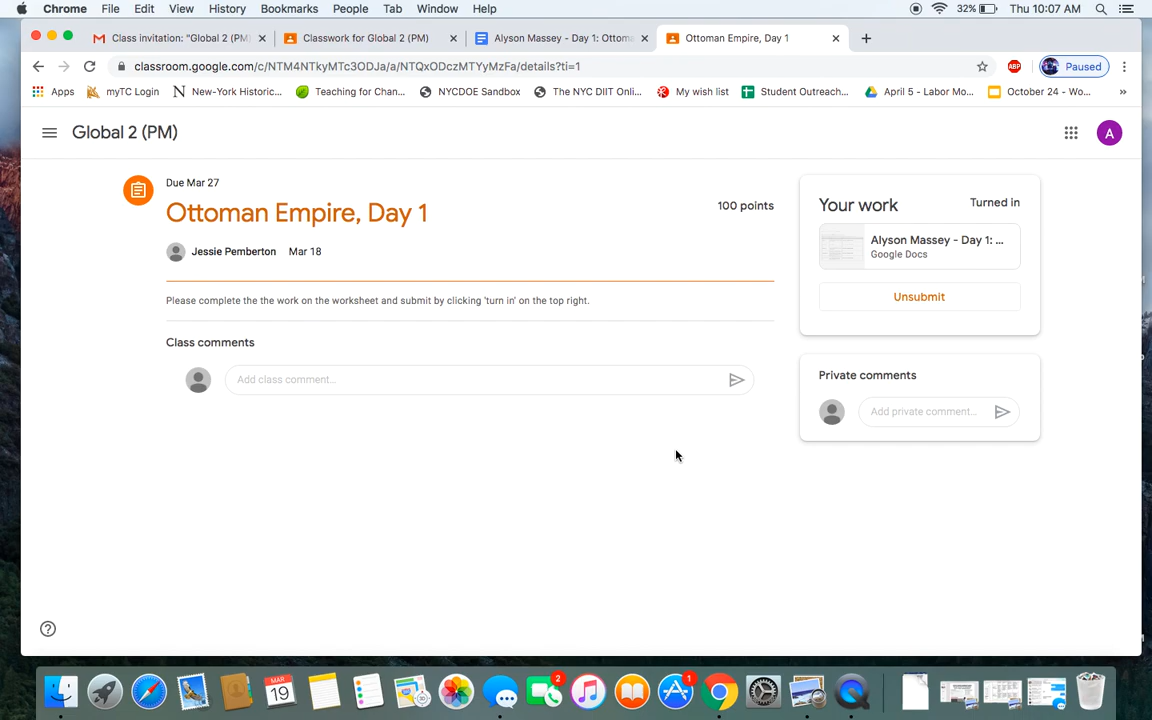 Chrome File Edit View History Bookmarks People Tab Window Help 32% Thu 10:07 AM
Class invitation: "Global 2 (PM) Classwork for Global 2 (PM) Alyson Massey - Day 1: Ottoma Ottoman Empire, Day 1
classroom.google.com/c/NTM4NTkyMTc3ODJa/a/NTQxODczMTYyMzFa/details?ti=1 ABP Paused
Apps myTC Login New-York Historic... Teaching for Chan... NYCDOE Sandbox The NYC DIIT Onli... My wish list Student Outreach... April 5 - Labor Mo... October 24 - Wo... »
Global 2 (PM) A
Due Mar 27
Ottoman Empire, Day 1 100 points
Jessie Pemberton Mar 18
Please complete the the work on the worksheet and submit by clicking 'turn in' on the top right.
Class comments
Add class comment...
Your work Turned in
Alyson Massey - Day 1: ...
Google Docs
Unsubmit
Private comments
Add private comment...
MAR
19
2
1